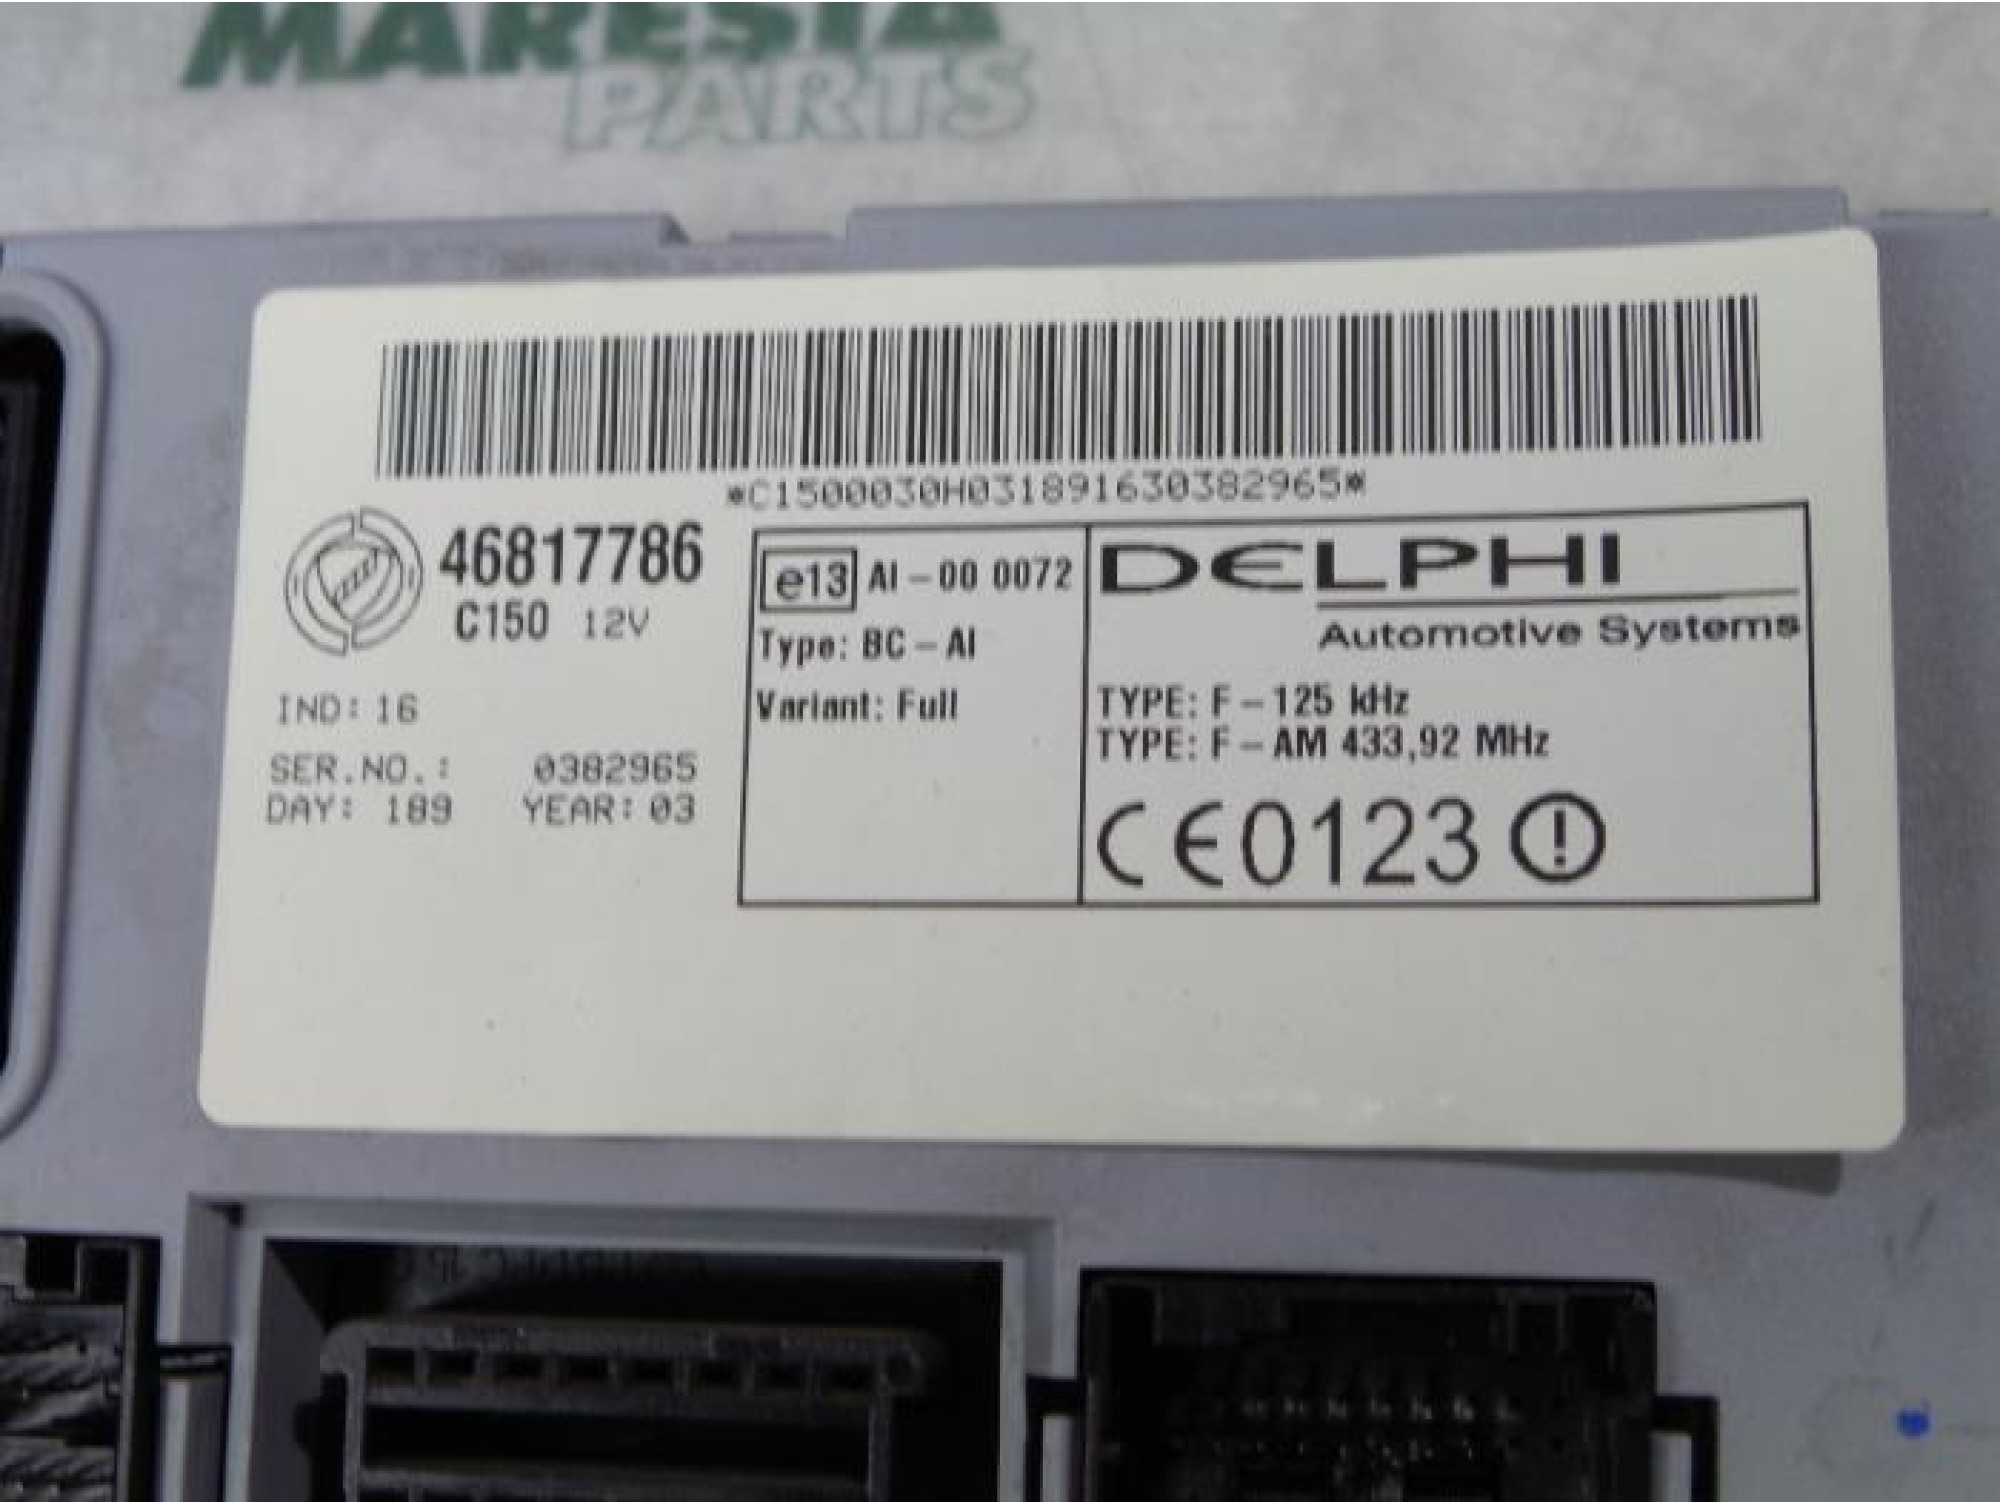 MARESIA
PARTS
*C1500030H031891630382965*
46817786
C150 12V
IND: 16
SER.NO.: 0382965
DAY: 189 YEAR: 03
e13 AI-00 0072
Type: BC-AI
Variant: Full
DELPHI
Automotive Systems
TYPE: F-125 kHz
TYPE: F-AM 433,92 MHz
CE0123